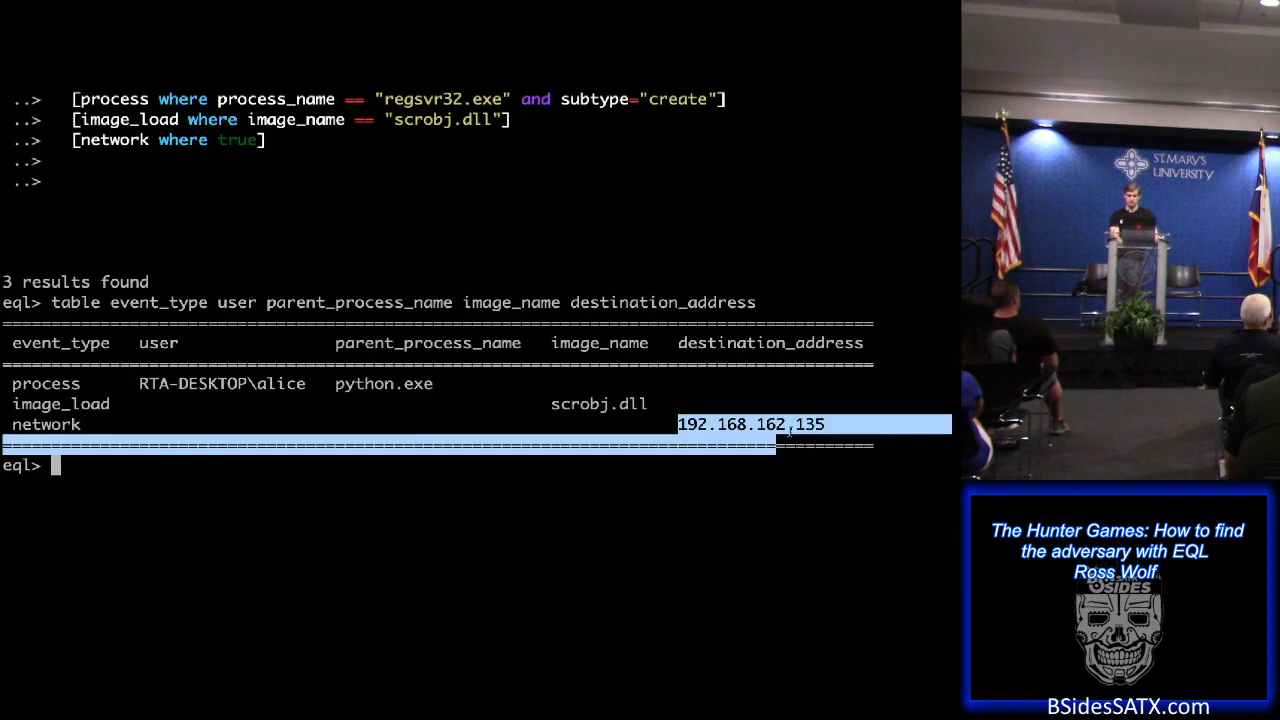 ..>   [process where process_name == "regsvr32.exe" and subtype="create"]
..>   [image_load where image_name == "scrobj.dll"]
..>   [network where true]
..>
..>
3 results found
eql> table event_type user parent_process_name image_name destination_address
event_type   user   parent_process_name   image_name   destination_address
process   RTA-DESKTOP\alice   python.exe
image_load   scrobj.dll
network   192.168.162.135
eql>
ST. MARY'S
UNIVERSITY
The Hunter Games: How to find
the adversary with EQL
Ross Wolf
BSIDES
BSidesSATX.com